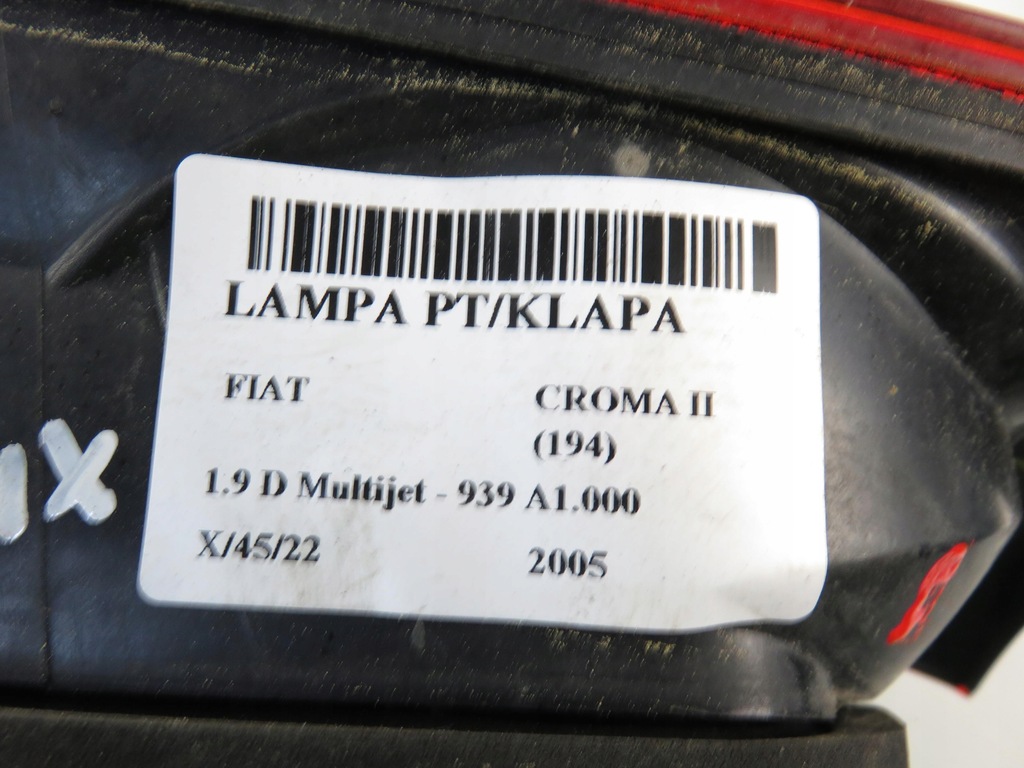 LAMPA PT/KLAPA
FIAT CROMA II
(194)
1.9 D Multijet - 939 A1.000
X/45/22 2005
X